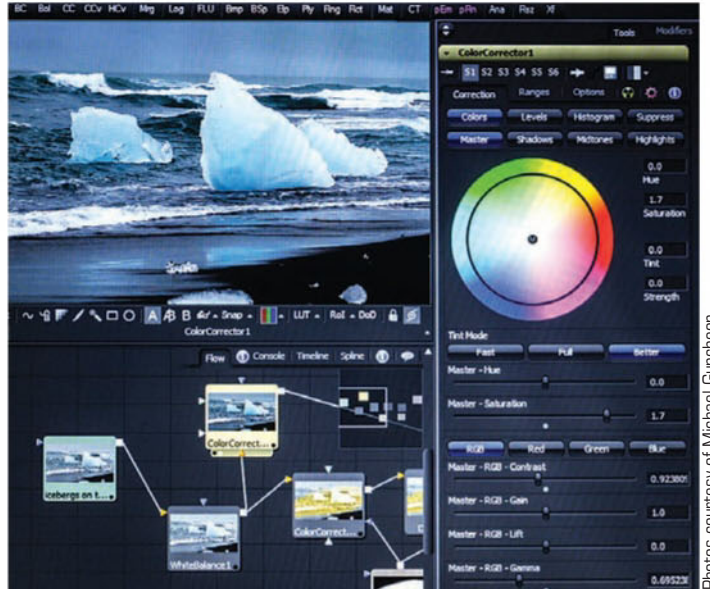 BC Bol CC CCv HCv Mrg Log FLU Bmp BSp Elp Ply Rng Rct Mat CT pEm pRn Ana Raz Xf
Tools Modifiers
ColorCorrector1
S1 S2 S3 S4 S5 S6
Correction Ranges Options
Colors Levels Histogram Suppress
Master Shadows Midtones Highlights
0.0
Hue
1.7
Saturation
0.0
Tint
0.0
Strength
A B Snap LUT RoI DoD
ColorCorrector1
Flow Console Timeline Spline
ColorCorrect...
icebergs on t...
WhiteBalance1
ColorCorrect...
Tint Mode
Fast Full Better
Master - Hue
0.0
Master - Saturation
1.7
RGB Red Green Blue
Master - RGB - Contrast
0.923809
Master - RGB - Gain
1.0
Master - RGB - Lift
0.0
Master - RGB - Gamma
0.695238
Photos courtesy of Michael Guncheon